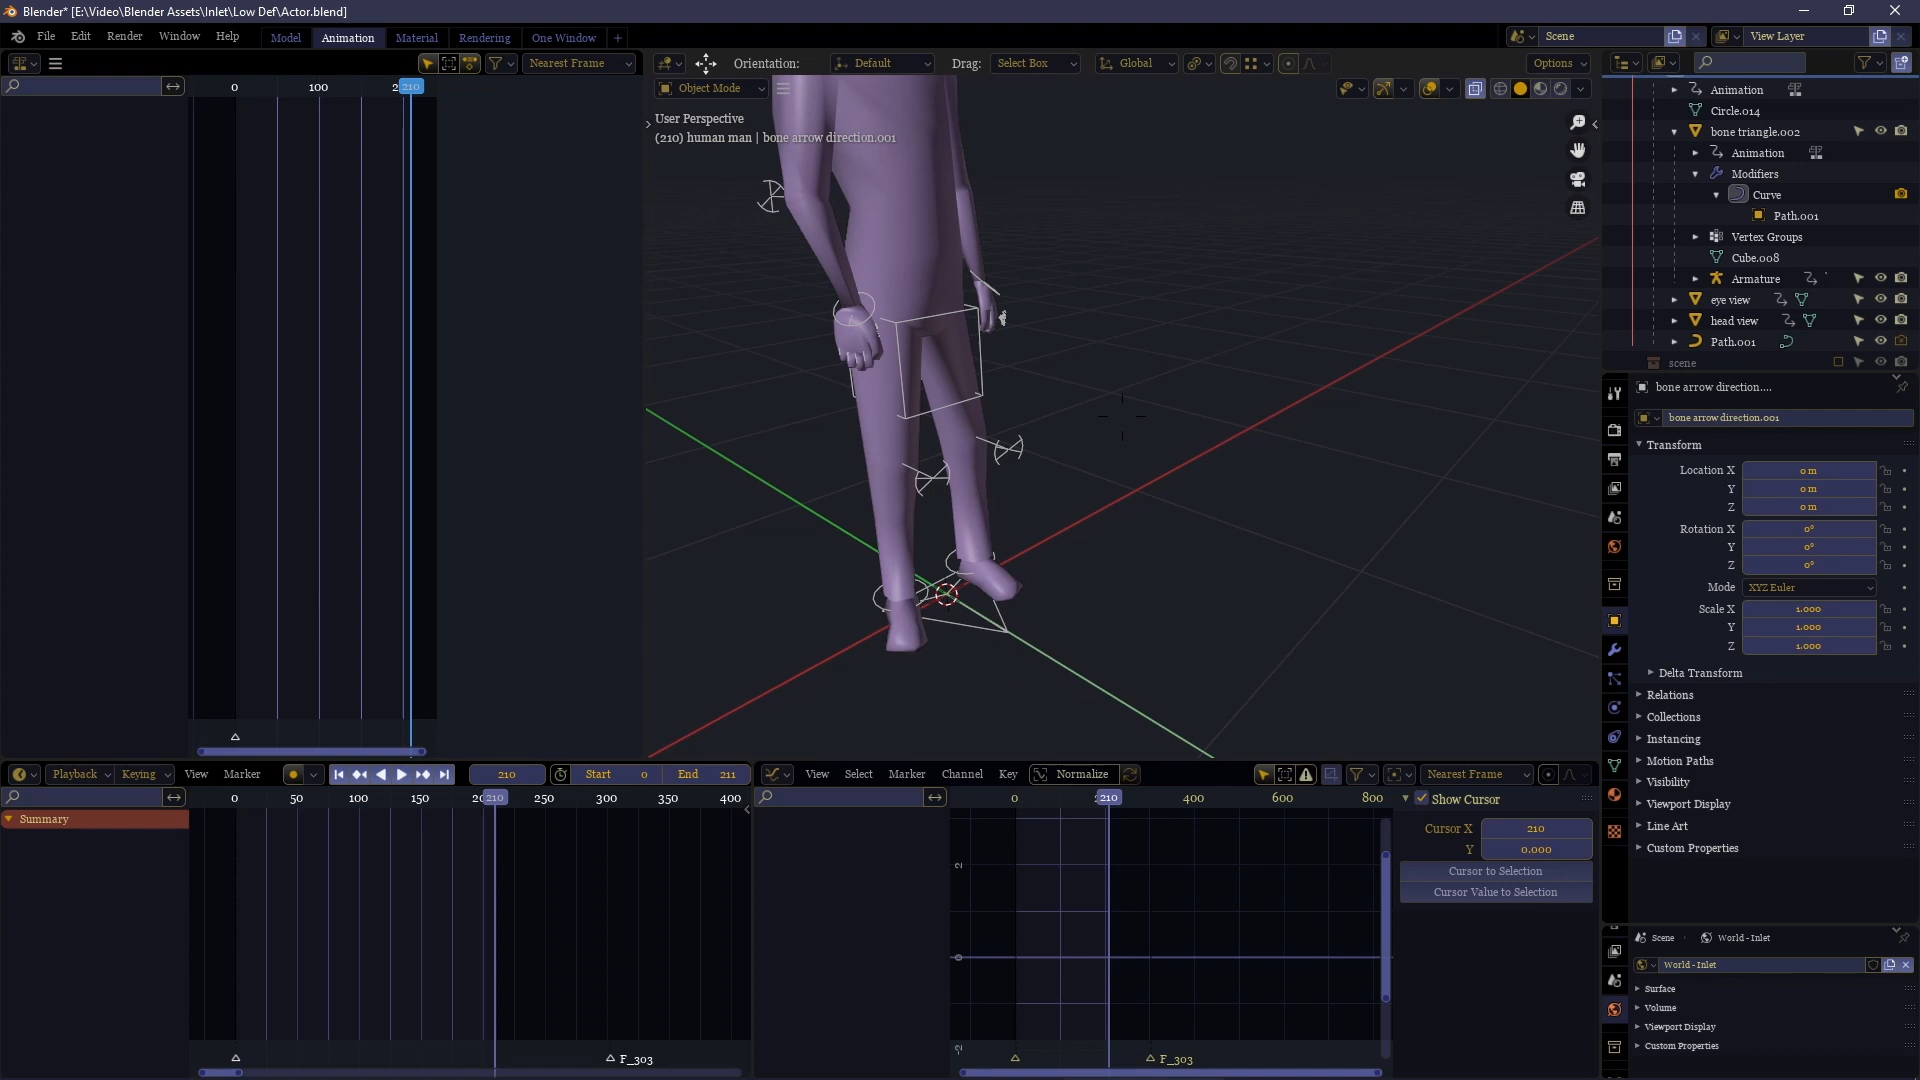 Blender* [E:\Video\Blender Assets\Inlet\Low Def\Actor.blend]
File Edit Render Window Help Model Animation Material Rendering One Window + Scene View Layer
Nearest Frame Orientation: Default Drag: Select Box Global Options
0 100 210
Object Mode
User Perspective
(210) human man | bone arrow direction.001
Animation
Circle.014
bone triangle.002
Animation
Modifiers
Curve
Path.001
Vertex Groups
Cube.008
Armature
eye view
head view
Path.001
scene
bone arrow direction....
bone arrow direction.001
Transform
Location X 0 m
Y 0 m
Z 0 m
Rotation X 0°
Y 0°
Z 0°
Mode XYZ Euler
Scale X 1.000
Y 1.000
Z 1.000
Delta Transform
Relations
Collections
Instancing
Motion Paths
Visibility
Viewport Display
Line Art
Custom Properties
Playback Keying View Marker 210 Start 0 End 211
0 50 100 150 210 250 300 350 400
Summary
F_303
View Select Marker Channel Key Normalize Nearest Frame
0 210 400 600 800
2
0
-2
F_303
Show Cursor
Cursor X 210
Y 0.000
Cursor to Selection
Cursor Value to Selection
Scene World - Inlet
World - Inlet
Surface
Volume
Viewport Display
Custom Properties